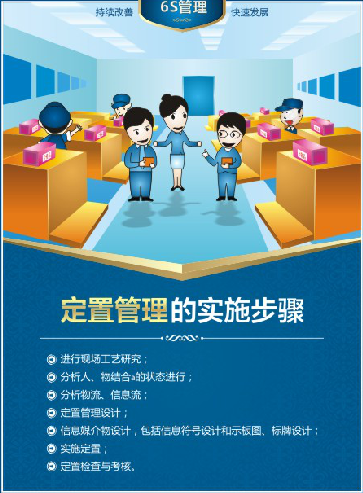 持续改善 6S管理 快速发展
定置管理的实施步骤
进行现场工艺研究；
分析人、物结合的状态进行；
分析物流、信息流；
定置管理设计；
信息媒介物设计，包括信息符号设计和示板图、标牌设计；
实施定置；
定置检查与考核。